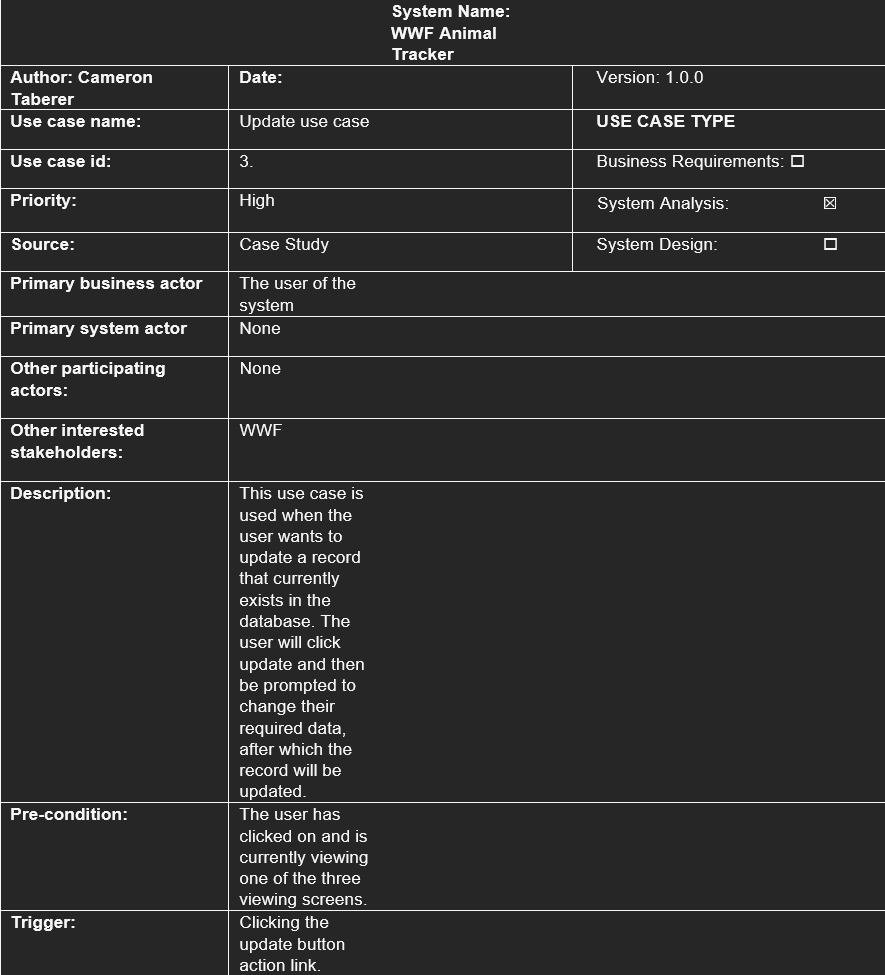 System Name:
WWF Animal
Tracker
Author: Cameron
Taberer
Date:
Version: 1.0.0
Use case name:
Update use case
USE CASE TYPE
Use case id:
3.
Business Requirements: ☐
Priority:
High
System Analysis: ☒
Source:
Case Study
System Design: ☐
Primary business actor
The user of the
system
Primary system actor
None
Other participating
actors:
None
Other interested
stakeholders:
WWF
Description:
This use case is
used when the
user wants to
update a record
that currently
exists in the
database. The
user will click
update and then
be prompted to
change their
required data,
after which the
record will be
updated.
Pre-condition:
The user has
clicked on and is
currently viewing
one of the three
viewing screens.
Trigger:
Clicking the
update button
action link.